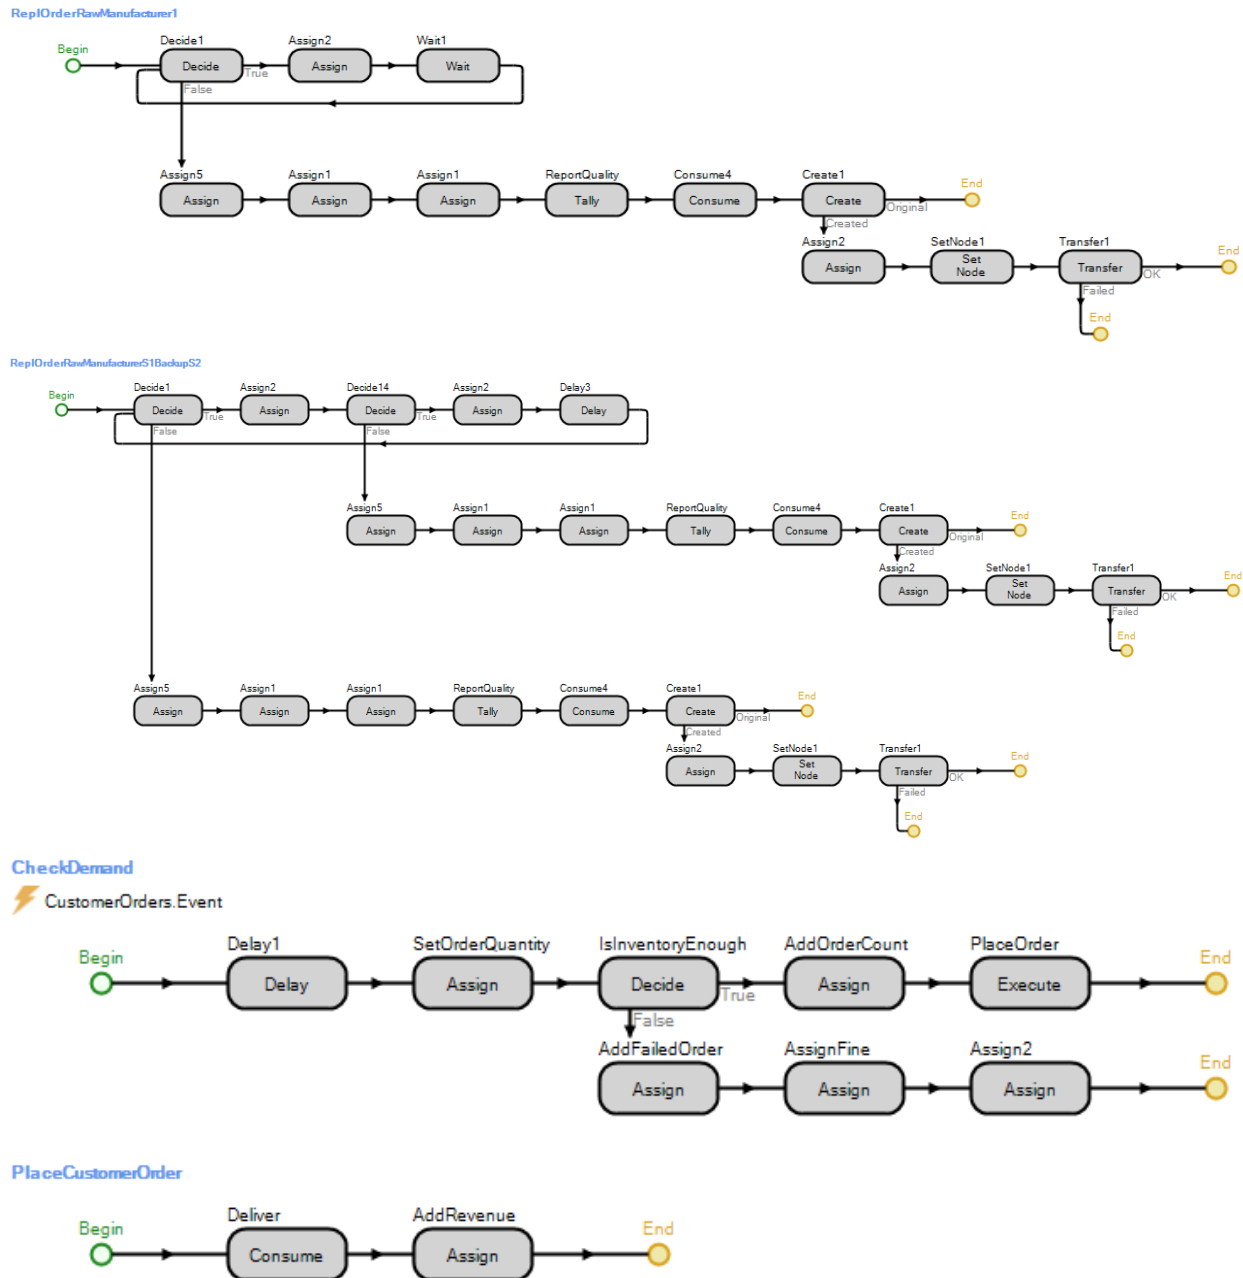 ReplOrderRawManufacturer1
Decide1 Assign2 Wait1
Begin
Decide Assign Wait
True
False
Assign5 Assign1 Assign1 ReportQuality Consume4 Create1
End
Assign Assign Assign Tally Consume Create
Original
Created
Assign2 SetNode1 Transfer1
End
Assign Set Node Transfer
OK
Failed
End
ReplOrderRawManufacturerS1BackupS2
Decide1 Assign2 Decide14 Assign2 Delay3
Begin
Decide Assign Decide Assign Delay
True True
False False
Assign5 Assign1 Assign1 ReportQuality Consume4 Create1
End
Assign Assign Assign Tally Consume Create
Original
Created
Assign2 SetNode1 Transfer1
End
Assign Set Node Transfer
OK
Failed
End
Assign5 Assign1 Assign1 ReportQuality Consume4 Create1
End
Assign Assign Assign Tally Consume Create
Original
Created
Assign2 SetNode1 Transfer1
End
Assign Set Node Transfer
OK
Failed
End
CheckDemand
CustomerOrders.Event
Delay1 SetOrderQuantity IsInventoryEnough AddOrderCount PlaceOrder
Begin End
Delay Assign Decide Assign Execute
True
False
AddFailedOrder AssignFine Assign2
End
Assign Assign Assign
PlaceCustomerOrder
Deliver AddRevenue
Begin End
Consume Assign